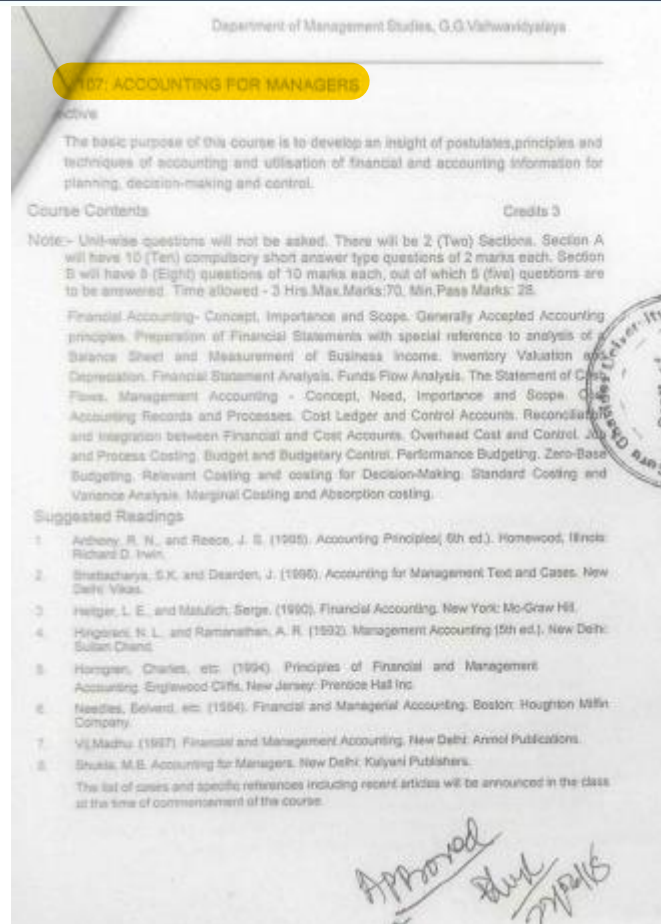 Department of Management Studies, G.G.Vishwavidyalaya
107: ACCOUNTING FOR MANAGERS
ective
The basic purpose of this course is to develop an insight of postulates,principles and
techniques of accounting and utilisation of financial and accounting information for
planning, decision-making and control.
Course Contents Credits 3
Note:- Unit-wise questions will not be asked. There will be 2 (Two) Sections. Section A
will have 10 (Ten) compulsory short answer type questions of 2 marks each. Section
B will have 8 (Eight) questions of 10 marks each, out of which 5 (five) questions are
to be answered. Time allowed - 3 Hrs.Max.Marks:70, Min.Pass Marks: 28.
Financial Accounting- Concept, Importance and Scope. Generally Accepted Accounting
principles. Preparation of Financial Statements with special reference to analysis of
Balance Sheet and Measurement of Business Income. Inventory Valuation
Depreciation. Financial Statement Analysis. Funds Flow Analysis. The Statement of
Flows. Management Accounting - Concept, Need, Importance and Scope.
Accounting Records and Processes. Cost Ledger and Control Accounts. Reconciliation
and Integration between Financial and Cost Accounts. Overhead Cost and Control. Job
and Process Costing. Budget and Budgetary Control. Performance Budgeting. Zero-Base
Budgeting. Relevant Costing and costing for Decision-Making. Standard Costing and
Variance Analysis. Marginal Costing and Absorption costing.
Suggested Readings
1. Anthony, R. N., and Reece, J. S. (1995). Accounting Principles( 6th ed.). Homewood, Illinois:
Richard D. Irwin.
2. Bhattacharya, S.K. and Dearden, J. (1996). Accounting for Management Text and Cases. New
Delhi: Vikas.
3. Heitger, L. E., and Matulich, Serge. (1990). Financial Accounting. New York: Mc-Graw Hill.
4. Hingorani, N. L., and Ramanathan, A. R. (1992). Management Accounting (5th ed.). New Delhi:
Sultan Chand.
5. Horngren, Charles, etc. (1994). Principles of Financial and Management
Accounting. Englewood Cliffs, New Jersey: Prentice Hall Inc.
6. Needles, Belverd, etc. (1994). Financial and Managerial Accounting. Boston: Houghton Miflin
Company.
7. Vij,Madhu. (1997). Financial and Management Accounting. New Delhi: Anmol Publications.
8. Shukla, M.B. Accounting for Managers. New Delhi: Kalyani Publishers.
The list of cases and specific references including recent articles will be announced in the class
at the time of commencement of the course.
Approved